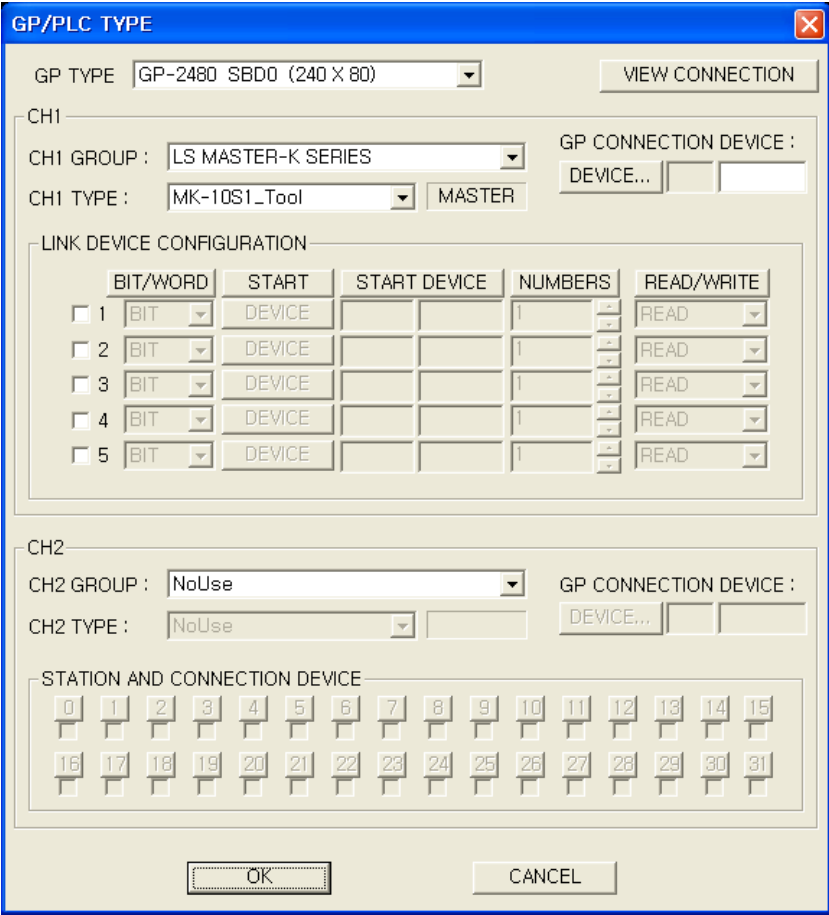 GP/PLC TYPE
GP TYPE GP-2480 SBD0 (240 X 80) VIEW CONNECTION
CH1
CH1 GROUP : LS MASTER-K SERIES GP CONNECTION DEVICE :
CH1 TYPE : MK-10S1_Tool MASTER DEVICE...
LINK DEVICE CONFIGURATION
BIT/WORD START START DEVICE NUMBERS READ/WRITE
1 BIT DEVICE 1 READ
2 BIT DEVICE 1 READ
3 BIT DEVICE 1 READ
4 BIT DEVICE 1 READ
5 BIT DEVICE 1 READ
CH2
CH2 GROUP : NoUse GP CONNECTION DEVICE :
CH2 TYPE : NoUse DEVICE...
STATION AND CONNECTION DEVICE
0 1 2 3 4 5 6 7 8 9 10 11 12 13 14 15
16 17 18 19 20 21 22 23 24 25 26 27 28 29 30 31
OK CANCEL